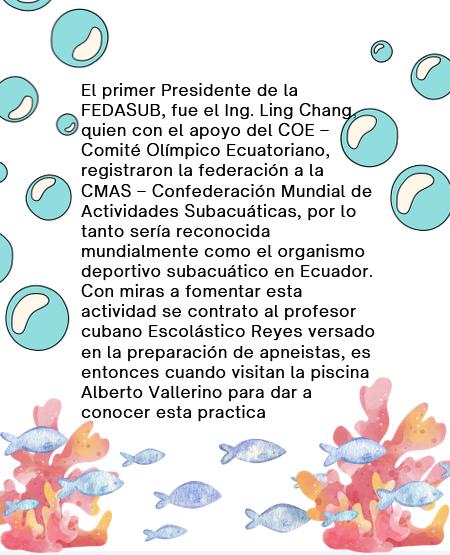 El primer Presidente de la
FEDASUB, fue el Ing. Ling Chang,
quien con el apoyo del COE –
Comité Olímpico Ecuatoriano,
registraron la federación a la
CMAS – Confederación Mundial de
Actividades Subacuáticas, por lo
tanto sería reconocida
mundialmente como el organismo
deportivo subacuático en Ecuador.
Con miras a fomentar esta
actividad se contrato al profesor
cubano Escolástico Reyes versado
en la preparación de apneistas, es
entonces cuando visitan la piscina
Alberto Vallerino para dar a
conocer esta practica